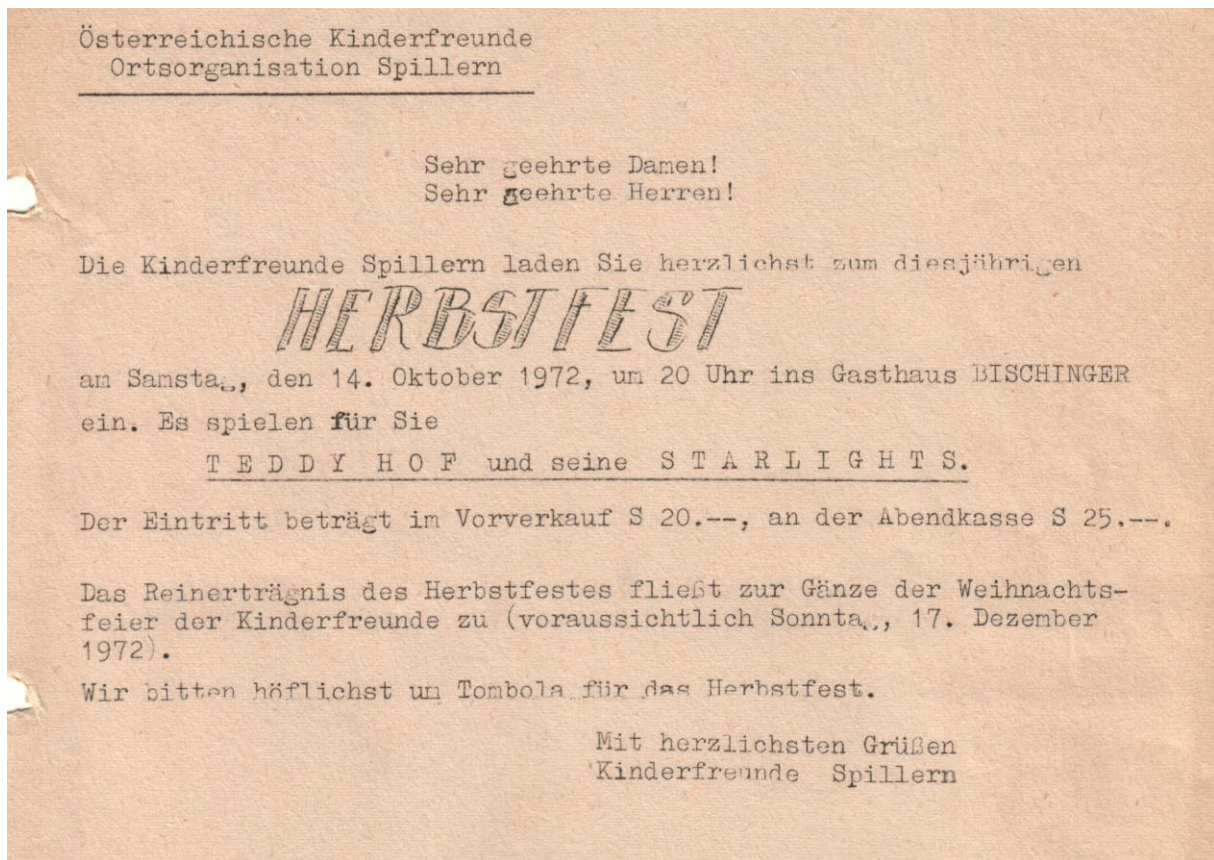 Österreichische Kinderfreunde
Ortsorganisation Spillern
Sehr geehrte Damen!
Sehr geehrte Herren!
Die Kinderfreunde Spillern laden Sie herzlichst zum diesjährigen
HERBSTFEST
am Samstag, den 14. Oktober 1972, um 20 Uhr ins Gasthaus BISCHINGER
ein. Es spielen für Sie
T E D D Y H O F und seine S T A R L I G H T S.
Der Eintritt beträgt im Vorverkauf S 20.--, an der Abendkasse S 25.--.
Das Reinerträgnis des Herbstfestes fließt zur Gänze der Weihnachts-
feier der Kinderfreunde zu (voraussichtlich Sonntag, 17. Dezember
1972).
Wir bitten höflichst um Tombola für das Herbstfest.
Mit herzlichsten Grüßen
Kinderfreunde Spillern